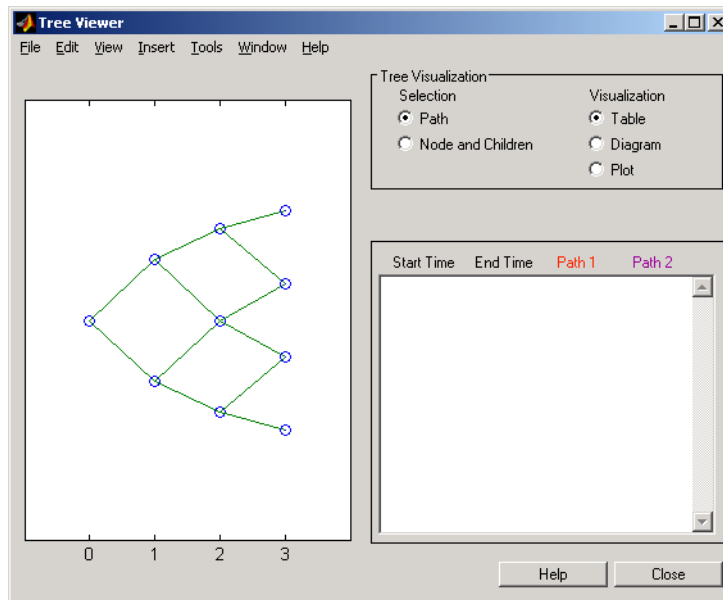 Tree Viewer
File Edit View Insert Tools Window Help
Tree Visualization
Selection Visualization
Path Table
Node and Children Diagram
Plot
Start Time End Time Path 1 Path 2
0 1 2 3
Help Close